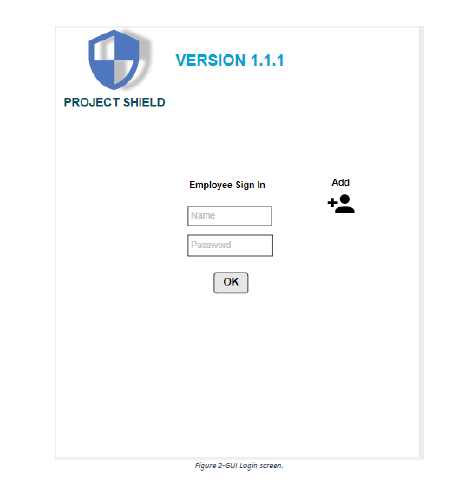 VERSION 1.1.1
PROJECT SHIELD
Employee Sign In
Add
Name
Password
OK
Figure 2-GUI Login screen.